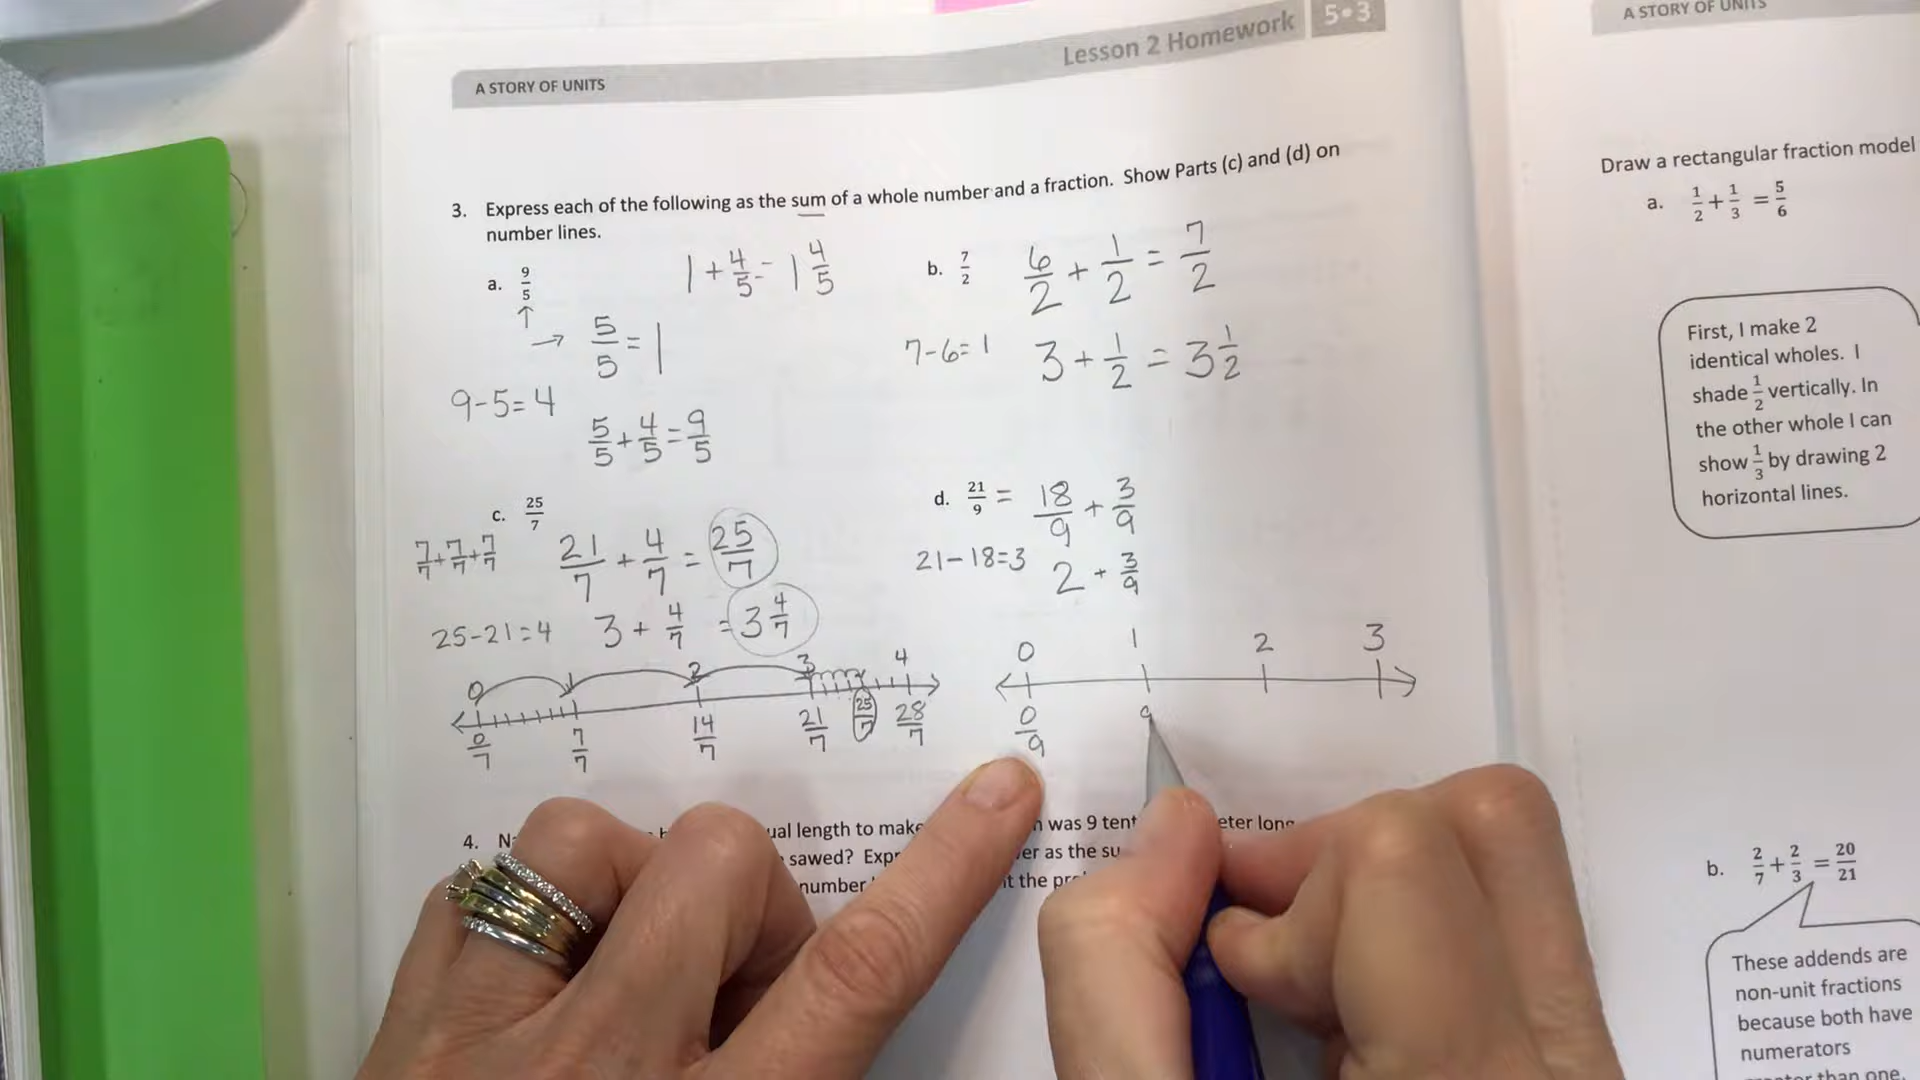 A STORY OF UNITS
Lesson 2 Homework 5•3
3. Express each of the following as the sum of a whole number and a fraction. Show Parts (c) and (d) on
number lines.
a. 9/5
1 + 4/5 = 1 4/5
→ 5/5 = 1
9-5=4
5/5 + 4/5 = 9/5
b. 7/2
6/2 + 1/2 = 7/2
7-6=1
3 + 1/2 = 3 1/2
c. 25/7
7/7 + 7/7 + 7/7
21/7 + 4/7 = 25/7
25-21=4
3 + 4/7 = 3 4/7
0 1 2 3 4
0/7 7/7 14/7 21/7 25/7 28/7
d. 21/9 = 18/9 + 3/9
21-18=3
2 + 3/9
0 1 2 3
0/9 9
4.
ual length to make was 9 long
sawed? er as the
number the
A STORY OF UNITS
Draw a rectangular fraction model
a. 1/2 + 1/3 = 5/6
First, I make 2
identical wholes. I
shade 1/2 vertically. In
the other whole I can
show 1/3 by drawing 2
horizontal lines.
b. 2/7 + 2/3 = 20/21
These addends are
non-unit fractions
because both have
numerators
than one.